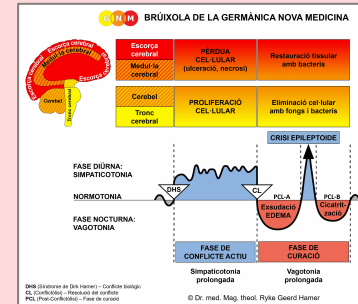 GNM BRÚIXOLA DE LA GERMÀNICA NOVA MEDICINA
Escorça cerebral
Medul·la cerebral
Escorça cerebral
Escorça
Cerebel
Tronc cerebral
Escorça
cerebral
Medul·la
cerebral
PÈRDUA
CEL·LULAR
(ulceració, necrosi)
Restauració tissular
amb bacteris
Cerebel
Tronc
cerebral
PROLIFERACIÓ
CEL·LULAR
Eliminació cel·lular
amb fongs i bacteris
CRISI EPILEPTOIDE
FASE DIÜRNA:
SIMPATICOTONIA
DHS
CL
PCL-A
PCL-B
NORMOTONIA
Exsudació
EDEMA
Cicatrit-
zació
FASE NOCTURNA:
VAGOTONIA
FASE DE
CONFLICTE ACTIU
FASE DE
CURACIÓ
Simpaticotonia
prolongada
Vagotonia
prolongada
DHS (Síndrome de Dirk Hamer) – Conflicte biològic
CL (Conflictòlisi) – Resolució del conflicte
PCL (Post-Conflictòlisi) – Fase de curació
© Dr. med. Mag. theol. Ryke Geerd Hamer